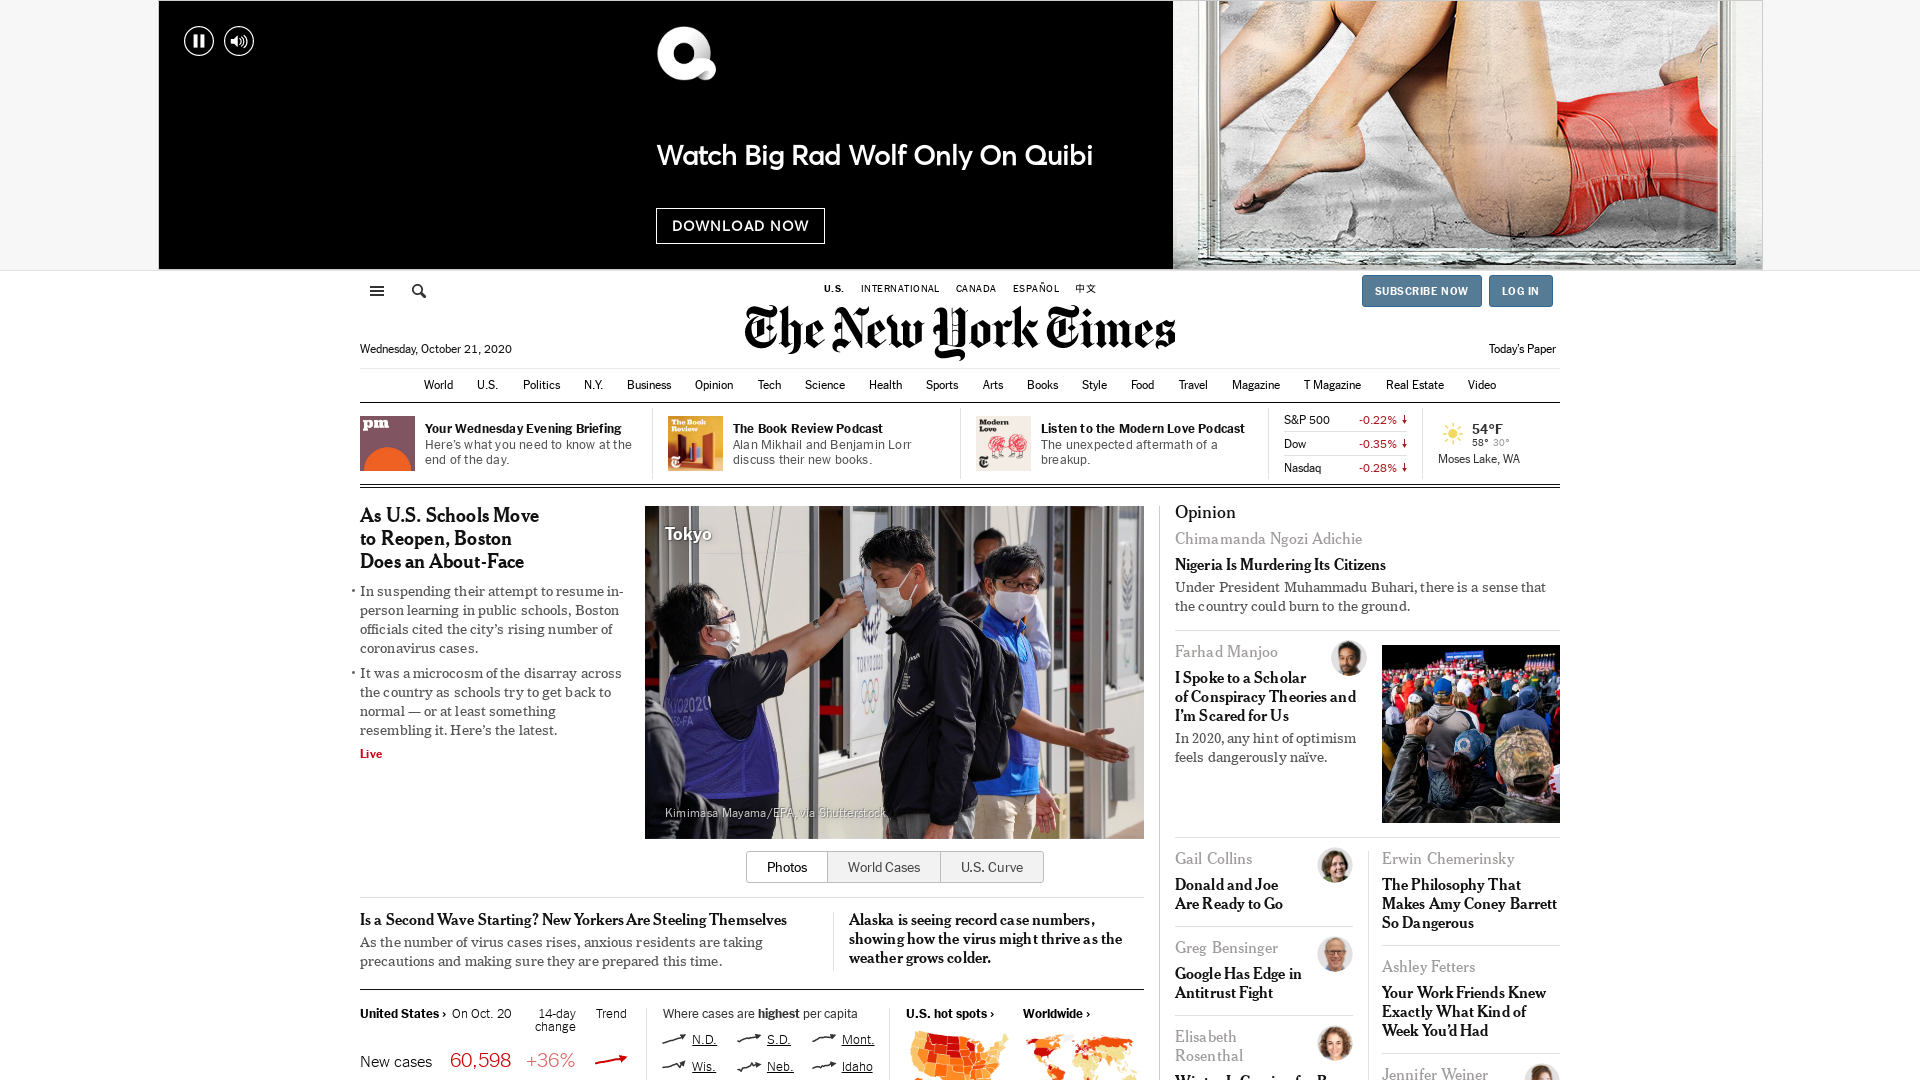 Watch Big Rad Wolf Only On Quibi
DOWNLOAD NOW
U.S.
INTERNATIONAL
CANADA
ESPAÑOL
中文
SUBSCRIBE NOW
LOG IN
The New York Times
Wednesday, October 21, 2020
Today's Paper
World
U.S.
Politics
N.Y.
Business
Opinion
Tech
Science
Health
Sports
Arts
Books
Style
Food
Travel
Magazine
T Magazine
Real Estate
Video
pm
Your Wednesday Evening Briefing
Here's what you need to know at the
end of the day.
The Book
Review
The Book Review Podcast
Alan Mikhail and Benjamin Lorr
discuss their new books.
Modern
Love
Listen to the Modern Love Podcast
The unexpected aftermath of a
breakup.
S&P 500 -0.22%
Dow -0.35%
Nasdaq -0.28%
54°F
58° 30°
Moses Lake, WA
As U.S. Schools Move
to Reopen, Boston
Does an About-Face
In suspending their attempt to resume in-
person learning in public schools, Boston
officials cited the city's rising number of
coronavirus cases.
It was a microcosm of the disarray across
the country as schools try to get back to
normal — or at least something
resembling it. Here's the latest.
Live
Tokyo
Kimimasa Mayama/EPA, via Shutterstock
Photos
World Cases
U.S. Curve
Is a Second Wave Starting? New Yorkers Are Steeling Themselves
As the number of virus cases rises, anxious residents are taking
precautions and making sure they are prepared this time.
Alaska is seeing record case numbers,
showing how the virus might thrive as the
weather grows colder.
United States › On Oct. 20 14-day change Trend
New cases 60,598 +36%
Where cases are highest per capita
N.D. S.D. Mont.
Wis. Neb. Idaho
U.S. hot spots ›
Worldwide ›
Opinion
Chimamanda Ngozi Adichie
Nigeria Is Murdering Its Citizens
Under President Muhammadu Buhari, there is a sense that
the country could burn to the ground.
Farhad Manjoo
I Spoke to a Scholar
of Conspiracy Theories and
I'm Scared for Us
In 2020, any hint of optimism
feels dangerously naïve.
Gail Collins
Donald and Joe
Are Ready to Go
Greg Bensinger
Google Has Edge in
Antitrust Fight
Elisabeth
Rosenthal
Erwin Chemerinsky
The Philosophy That
Makes Amy Coney Barrett
So Dangerous
Ashley Fetters
Your Work Friends Knew
Exactly What Kind of
Week You'd Had
Jennifer Weiner